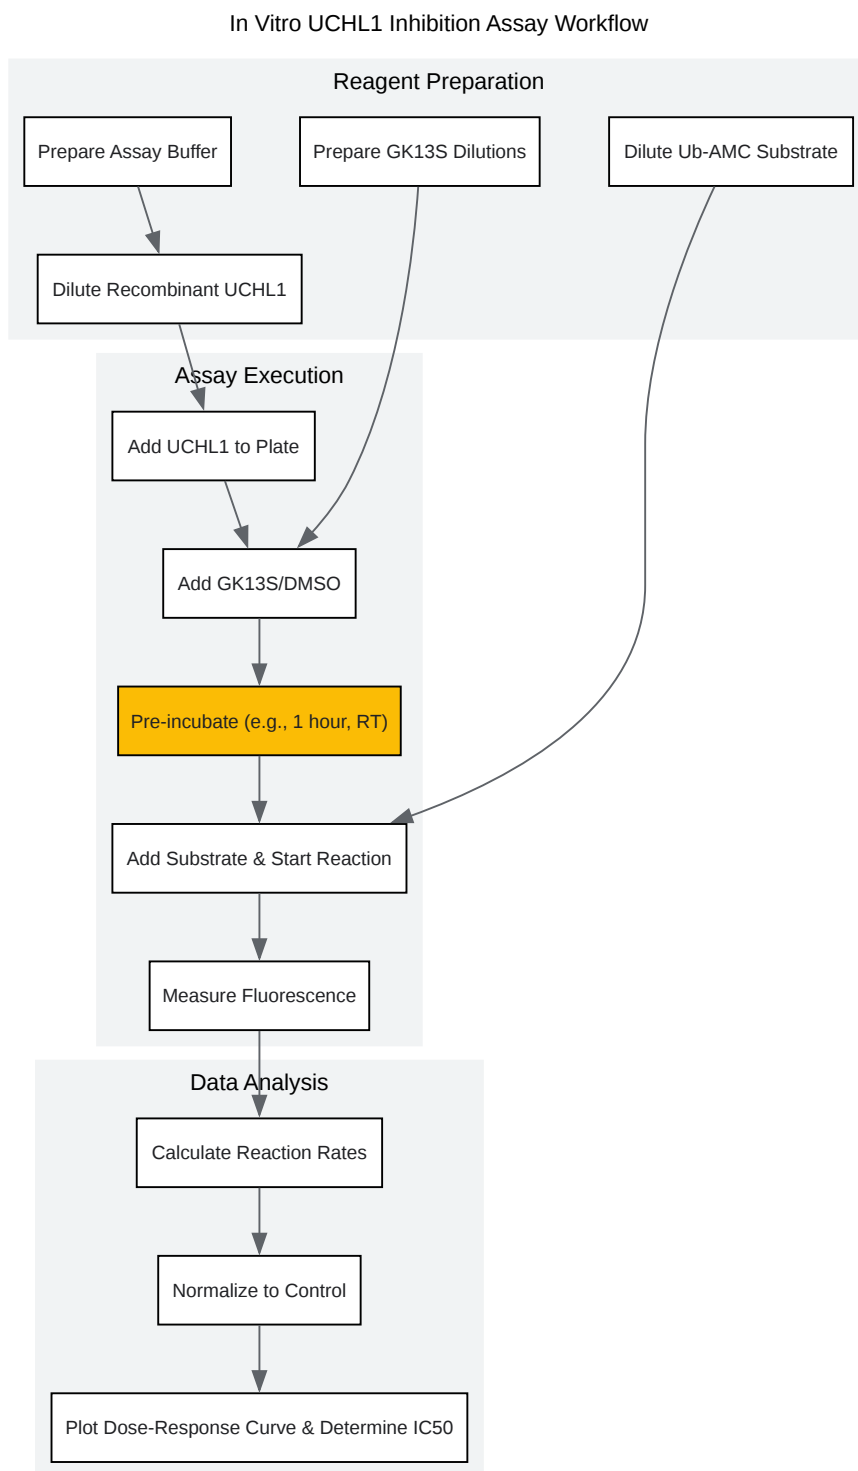 In Vitro UCHL1 Inhibition Assay Workflow
Reagent Preparation
Prepare Assay Buffer
Prepare GK13S Dilutions
Dilute Ub-AMC Substrate
Dilute Recombinant UCHL1
Assay Execution
Add UCHL1 to Plate
Add GK13S/DMSO
Pre-incubate (e.g., 1 hour, RT)
Add Substrate & Start Reaction
Measure Fluorescence
Data Analysis
Calculate Reaction Rates
Normalize to Control
Plot Dose-Response Curve & Determine IC50